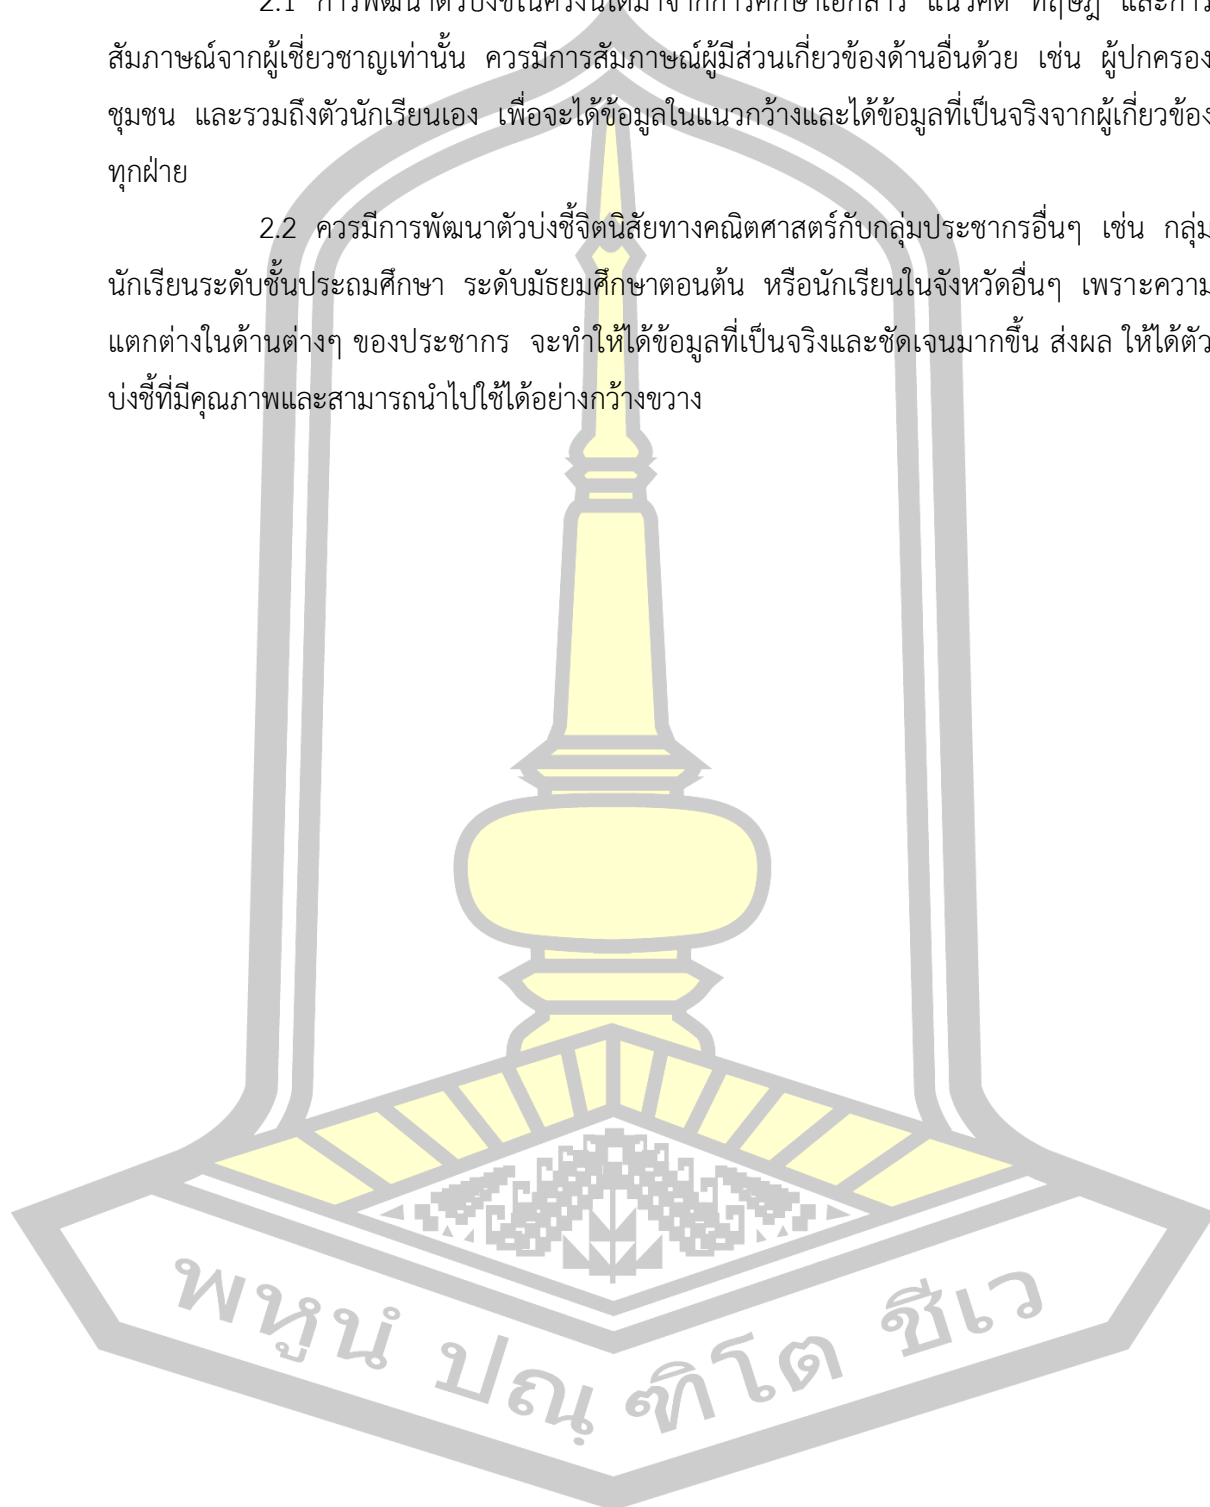 2.1 การพัฒนาตัวบ่งชี้ในครั้งนี้ได้มาจากการศึกษาเอกสาร แนวคิด ทฤษฎี และการ
สัมภาษณ์จากผู้เชี่ยวชาญเท่านั้น ควรมีการสัมภาษณ์ผู้มีส่วนเกี่ยวข้องด้านอื่นด้วย เช่น ผู้ปกครอง
ชุมชน และรวมถึงตัวนักเรียนเอง เพื่อจะได้ข้อมูลในแนวกว้างและได้ข้อมูลที่เป็นจริงจากผู้เกี่ยวข้อง
ทุกฝ่าย
2.2 ควรมีการพัฒนาตัวบ่งชี้จิตนิสัยทางคณิตศาสตร์กับกลุ่มประชากรอื่นๆ เช่น กลุ่ม
นักเรียนระดับชั้นประถมศึกษา ระดับมัธยมศึกษาตอนต้น หรือนักเรียนในจังหวัดอื่นๆ เพราะความ
แตกต่างในด้านต่างๆ ของประชากร จะทำให้ได้ข้อมูลที่เป็นจริงและชัดเจนมากขึ้น ส่งผล ให้ได้ตัว
บ่งชี้ที่มีคุณภาพและสามารถนำไปใช้ได้อย่างกว้างขวาง
พหูนํ ปณฺ ฑิโต ชีเว